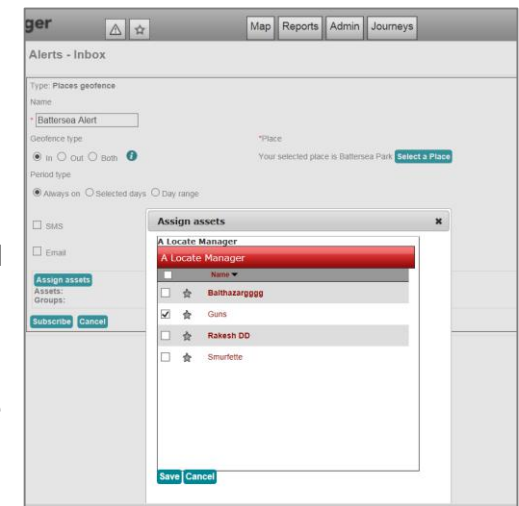 ger
Map Reports Admin Journeys
Alerts - Inbox
Type: Places geofence
Name
* Battersea Alert
Geofence type *Place
In Out Both i Your selected place is Battersea Park Select a Place
Period type
Always on Selected days Day range
SMS
Email
Assign assets
Assets:
Groups:
Subscribe Cancel
Assign assets x
A Locate Manager
A Locate Manager
Name
Balthazargggg
Guns
Rakesh DD
Smurfette
Save Cancel